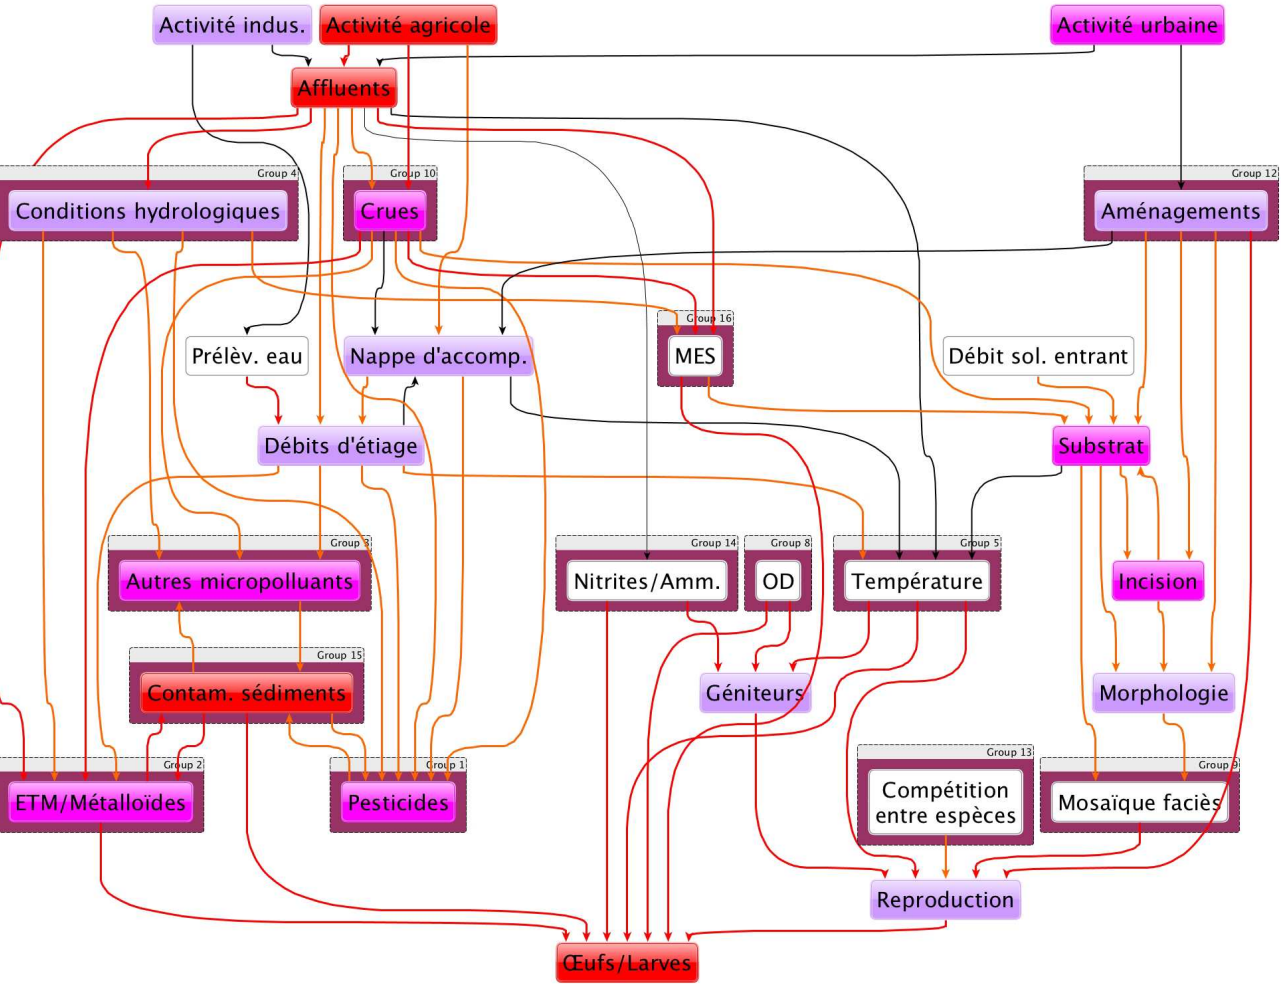 Activité indus.
Activité agricole
Activité urbaine
Affluents
Group 4
Group 10
Group 12
Conditions hydrologiques
Crues
Aménagements
Group 16
Prélèv. eau
Nappe d'accomp.
MES
Débit sol. entrant
Débits d'étiage
Substrat
Group 3
Group 14
Group 8
Group 5
Autres micropolluants
Nitrites/Amm.
OD
Température
Incision
Group 15
Contam. sédiments
Géniteurs
Morphologie
Group 2
Group 1
Group 13
Group 9
ETM/Métalloïdes
Pesticides
Compétition
entre espèces
Mosaïque faciès
Reproduction
Œufs/Larves